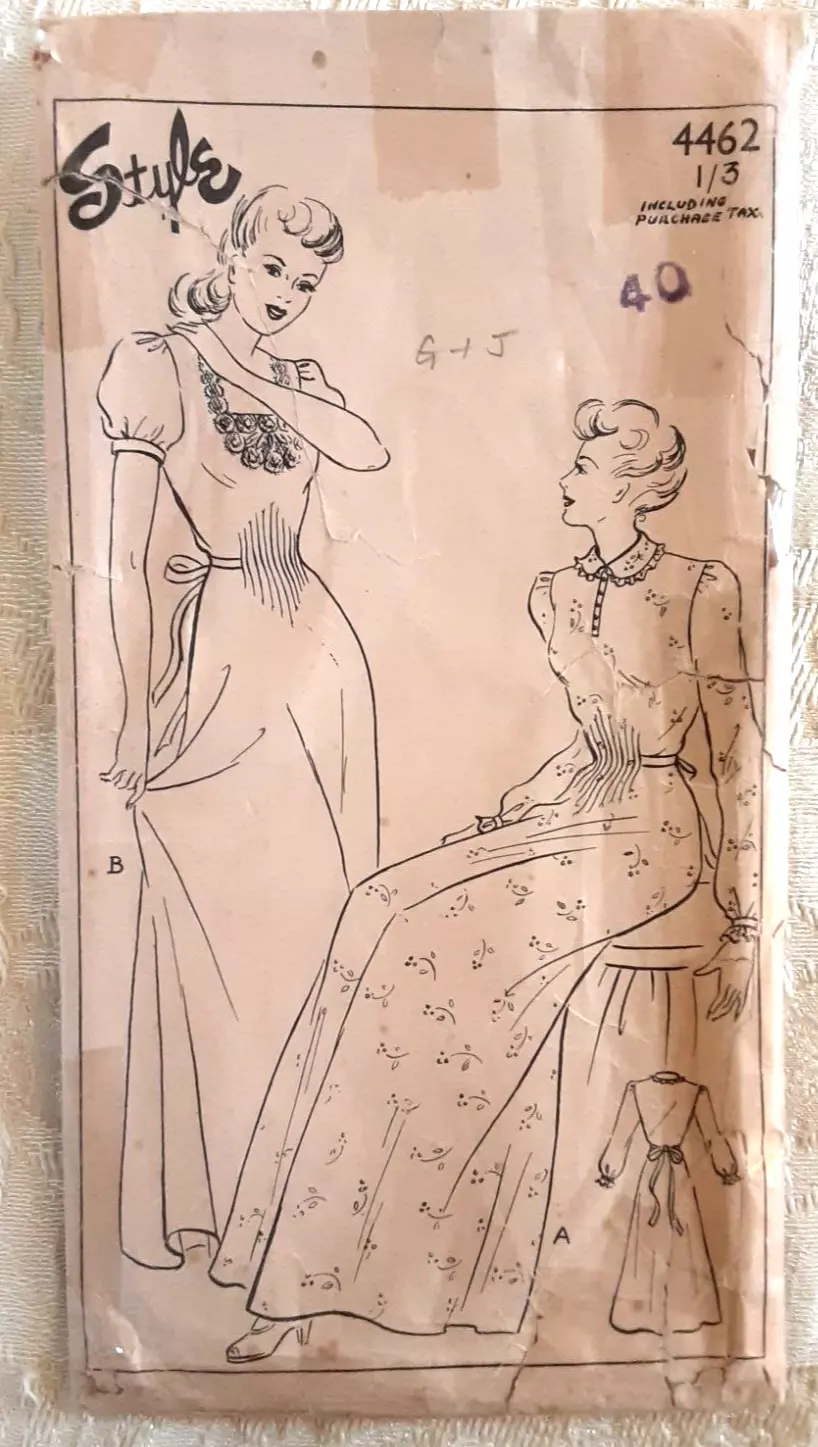 Style
4462
1/3
INCLUDING
PURCHASE TAX.
40
G + J
B
A